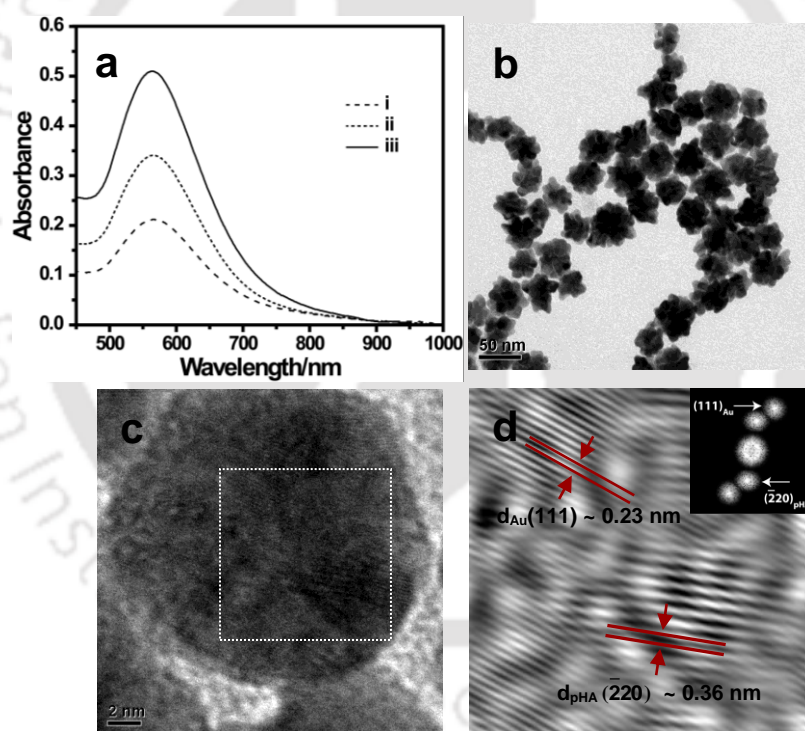 a
0.6
0.5
0.4
0.3
0.2
0.1
0.0
Absorbance
i
ii
iii
500 600 700 800 900 1000
Wavelength/nm
b
50 nm
c
2 nm
d
(111)Au
(2̄20)pH
dAu(111) ~ 0.23 nm
dpHA (2̄20) ~ 0.36 nm
on Inst